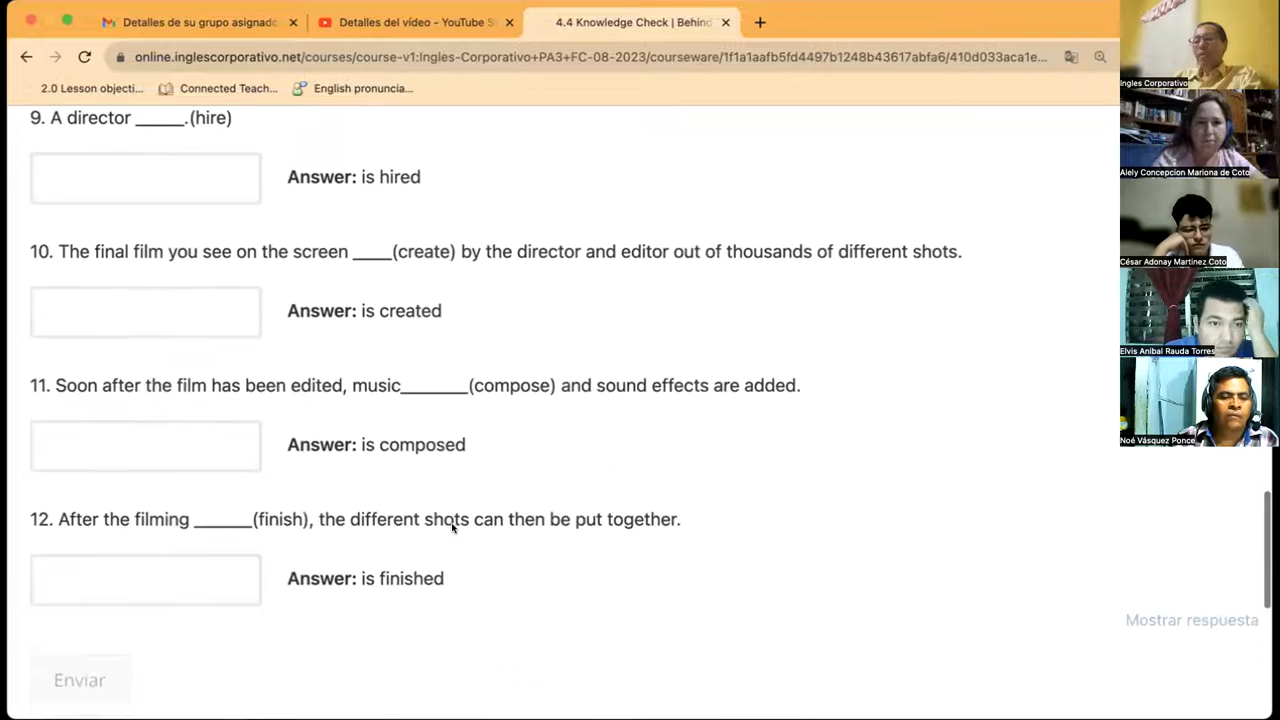 Detalles de su grupo asignado
Detalles del vídeo - YouTube S
4.4 Knowledge Check | Behind
online.inglescorporativo.net/courses/course-v1:Ingles-Corporativo+PA3+FC-08-2023/courseware/1f1a1aafb5fd4497b1248b43617abfa6/410d033aca1e...
2.0 Lesson objecti...
Connected Teach...
English pronuncia...
9. A director _____.(hire)
Answer: is hired
10. The final film you see on the screen ____(create) by the director and editor out of thousands of different shots.
Answer: is created
11. Soon after the film has been edited, music_______(compose) and sound effects are added.
Answer: is composed
12. After the filming ______(finish), the different shots can then be put together.
Answer: is finished
Mostrar respuesta
Enviar
Ingles Corporativo
Alely Concepcion Mariona de Coto
César Adonay Martinez Coto
Elvis Anibal Rauda Torres
Noé Vásquez Ponce